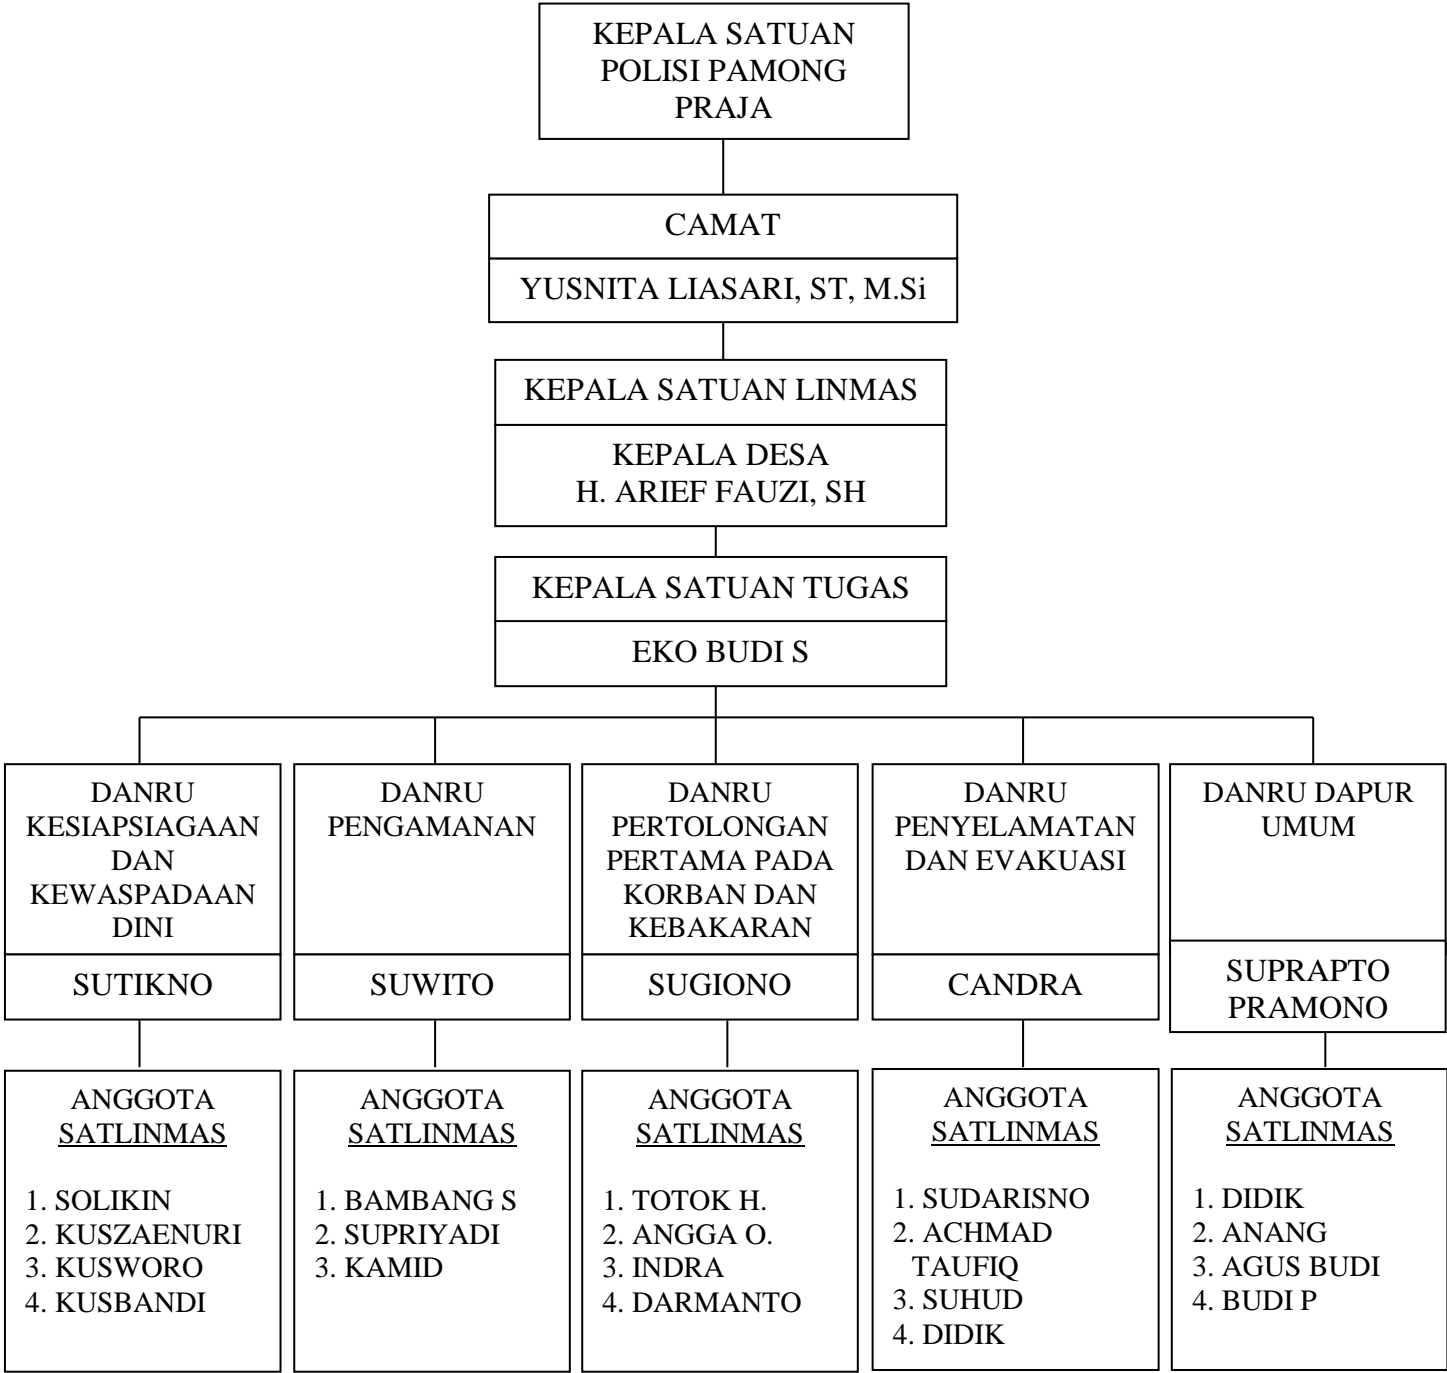 KEPALA SATUAN
POLISI PAMONG
PRAJA
CAMAT
YUSNITA LIASARI, ST, M.Si
KEPALA SATUAN LINMAS
KEPALA DESA
H. ARIEF FAUZI, SH
KEPALA SATUAN TUGAS
EKO BUDI S
DANRU
KESIAPSIAGAAN
DAN
KEWASPADAAN
DINI
SUTIKNO
DANRU
PENGAMANAN
SUWITO
DANRU
PERTOLONGAN
PERTAMA PADA
KORBAN DAN
KEBAKARAN
SUGIONO
DANRU
PENYELAMATAN
DAN EVAKUASI
CANDRA
DANRU DAPUR
UMUM
SUPRAPTO
PRAMONO
ANGGOTA
SATLINMAS
1. SOLIKIN
2. KUSZAENURI
3. KUSWORO
4. KUSBANDI
ANGGOTA
SATLINMAS
1. BAMBANG S
2. SUPRIYADI
3. KAMID
ANGGOTA
SATLINMAS
1. TOTOK H.
2. ANGGA O.
3. INDRA
4. DARMANTO
ANGGOTA
SATLINMAS
1. SUDARISNO
2. ACHMAD
TAUFIQ
3. SUHUD
4. DIDIK
ANGGOTA
SATLINMAS
1. DIDIK
2. ANANG
3. AGUS BUDI
4. BUDI P